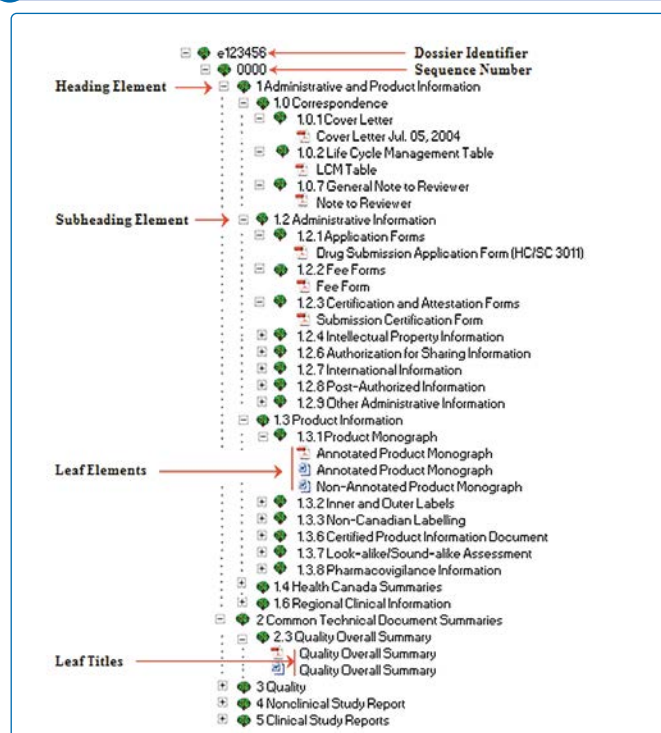 e123456 Dossier Identifier
0000 Sequence Number
Heading Element 1 Administrative and Product Information
1.0 Correspondence
1.0.1 Cover Letter
Cover Letter Jul. 05, 2004
1.0.2 Life Cycle Management Table
LCM Table
1.0.7 General Note to Reviewer
Note to Reviewer
Subheading Element 1.2 Administrative Information
1.2.1 Application Forms
Drug Submission Application Form (HC/SC 3011)
1.2.2 Fee Forms
Fee Form
1.2.3 Certification and Attestation Forms
Submission Certification Form
1.2.4 Intellectual Property Information
1.2.6 Authorization for Sharing Information
1.2.7 International Information
1.2.8 Post-Authorized Information
1.2.9 Other Administrative Information
1.3 Product Information
1.3.1 Product Monograph
Annotated Product Monograph
Leaf Elements Annotated Product Monograph
Non-Annotated Product Monograph
1.3.2 Inner and Outer Labels
1.3.3 Non-Canadian Labelling
1.3.6 Certified Product Information Document
1.3.7 Look-alike/Sound-alike Assessment
1.3.8 Pharmacovigilance Information
1.4 Health Canada Summaries
1.6 Regional Clinical Information
2 Common Technical Document Summaries
2.3 Quality Overall Summary
Leaf Titles Quality Overall Summary
Quality Overall Summary
3 Quality
4 Nonclinical Study Report
5 Clinical Study Reports